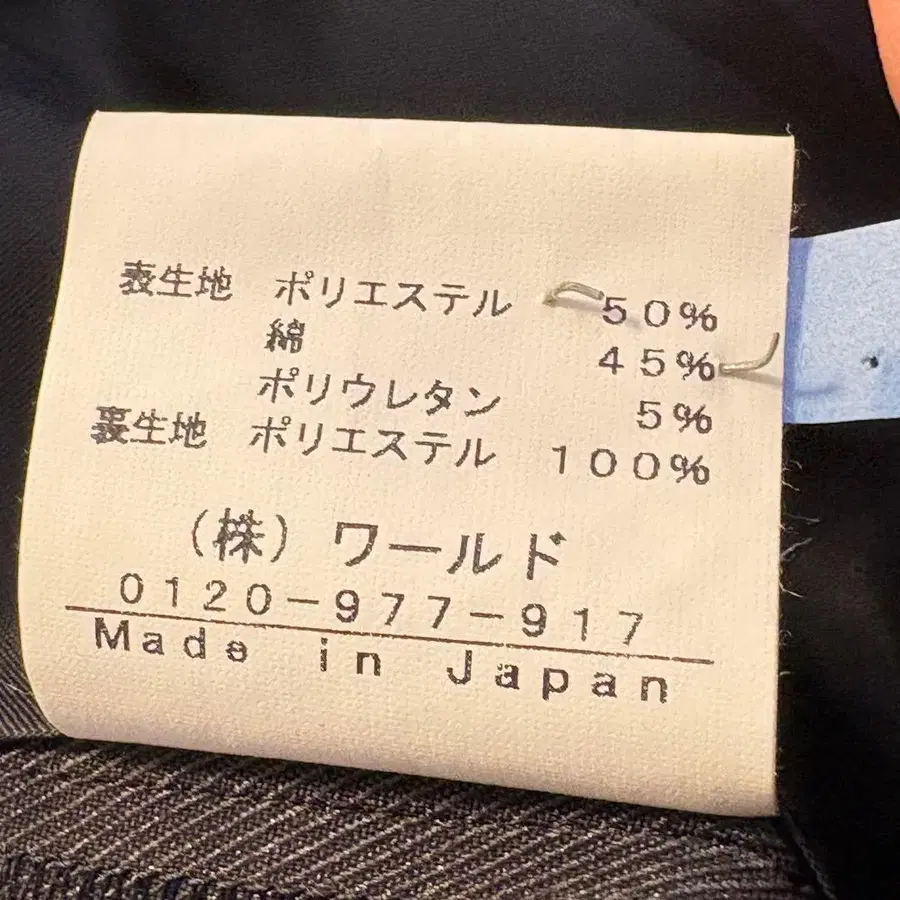 表生地 ポリエステル 50%
綿 45%
ポリウレタン 5%
裏生地 ポリエステル 100%
(株) ワールド
0120-977-917
Made in Japan